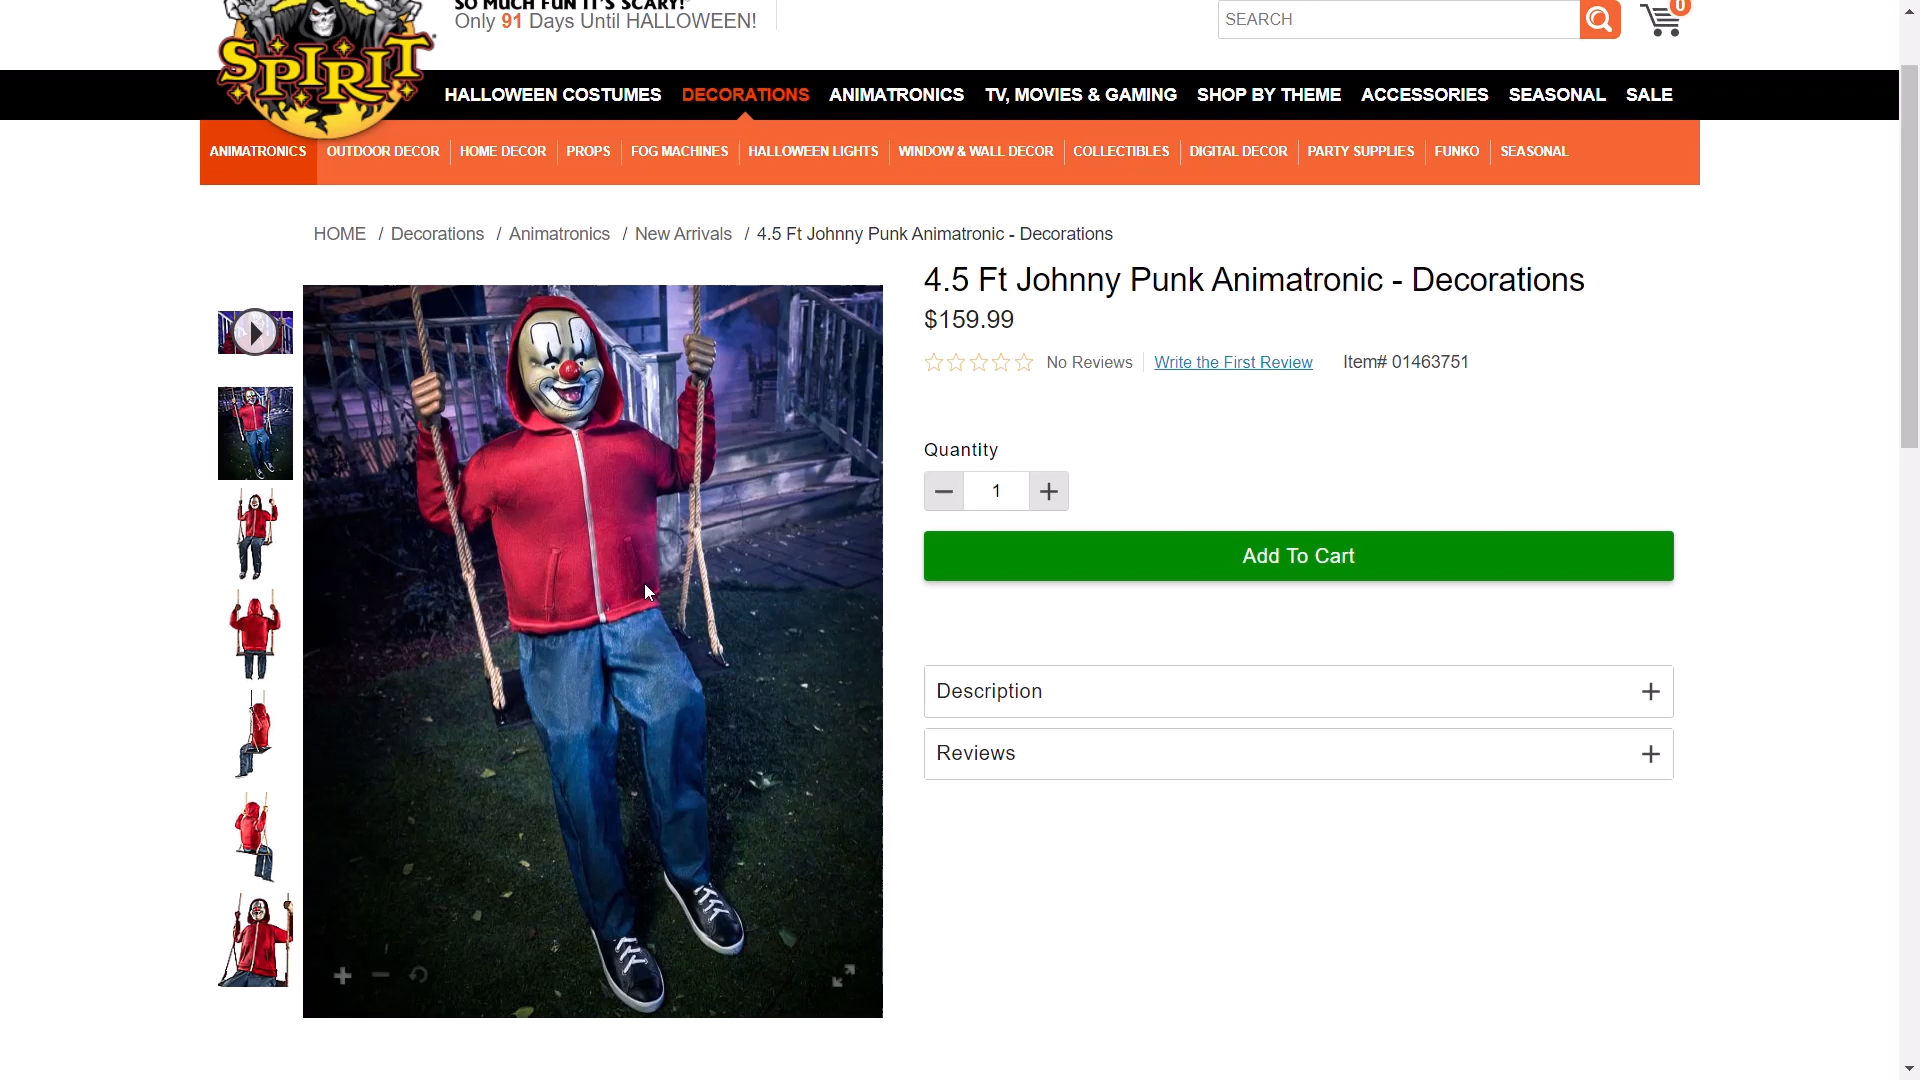 SO MUCH FUN IT'S SCARY!
Only 91 Days Until HALLOWEEN!
SEARCH
0
SPIRIT
HALLOWEEN COSTUMES DECORATIONS ANIMATRONICS TV, MOVIES & GAMING SHOP BY THEME ACCESSORIES SEASONAL SALE
ANIMATRONICS OUTDOOR DECOR HOME DECOR PROPS FOG MACHINES HALLOWEEN LIGHTS WINDOW & WALL DECOR COLLECTIBLES DIGITAL DECOR PARTY SUPPLIES FUNKO SEASONAL
HOME / Decorations / Animatronics / New Arrivals / 4.5 Ft Johnny Punk Animatronic - Decorations
4.5 Ft Johnny Punk Animatronic - Decorations
$159.99
No Reviews Write the First Review Item# 01463751
Quantity
1
Add To Cart
Description
Reviews